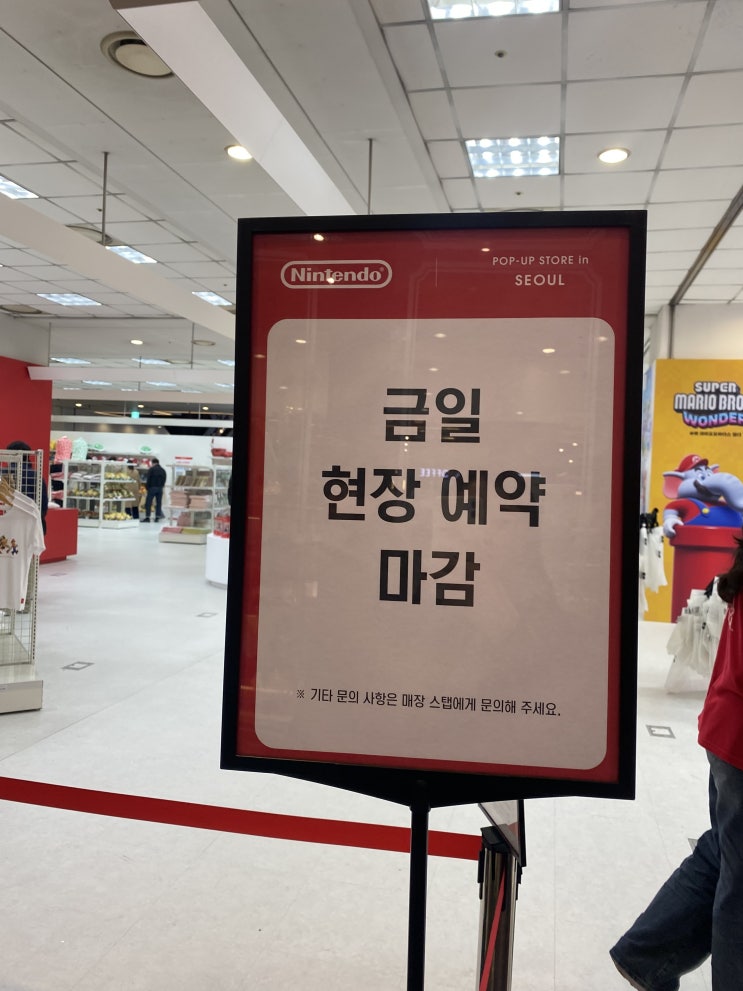 Nintendo
POP-UP STORE in
SEOUL
금일
현장 예약
마감
※ 기타 문의 사항은 매장 스탭에게 문의해 주세요.
SUPER
MARIO BRO
WONDER